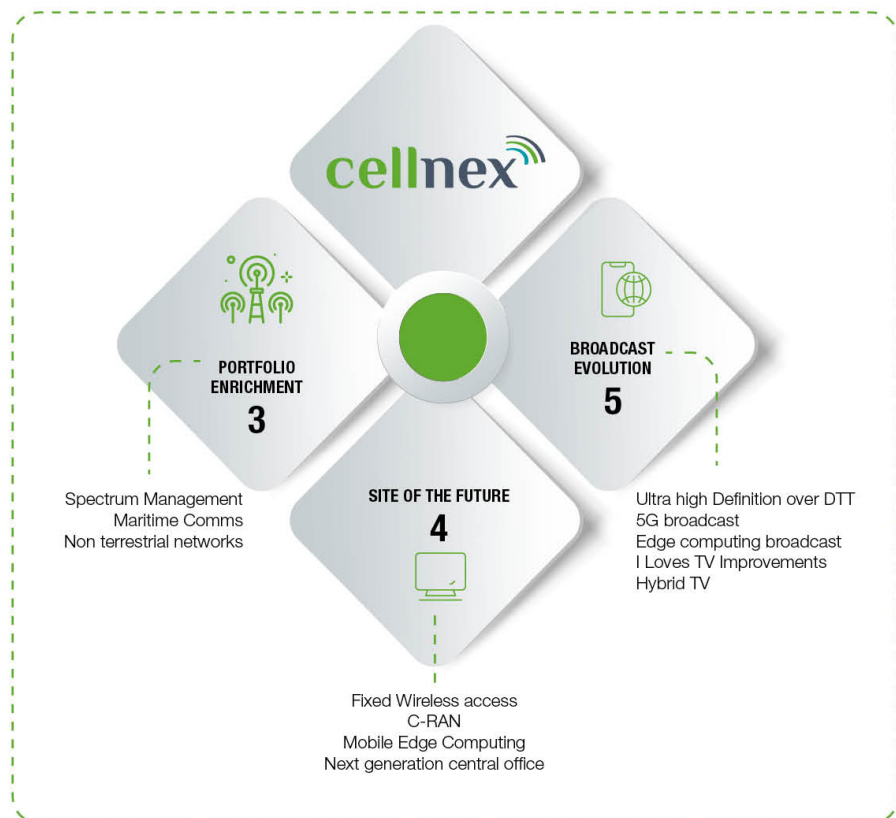 cellnex
PORTFOLIO
ENRICHMENT
3
Spectrum Management
Maritime Comms
Non terrestrial networks
SITE OF THE FUTURE
4
Fixed Wireless access
C-RAN
Mobile Edge Computing
Next generation central office
BROADCAST
EVOLUTION
5
Ultra high Definition over DTT
5G broadcast
Edge computing broadcast
I Loves TV Improvements
Hybrid TV